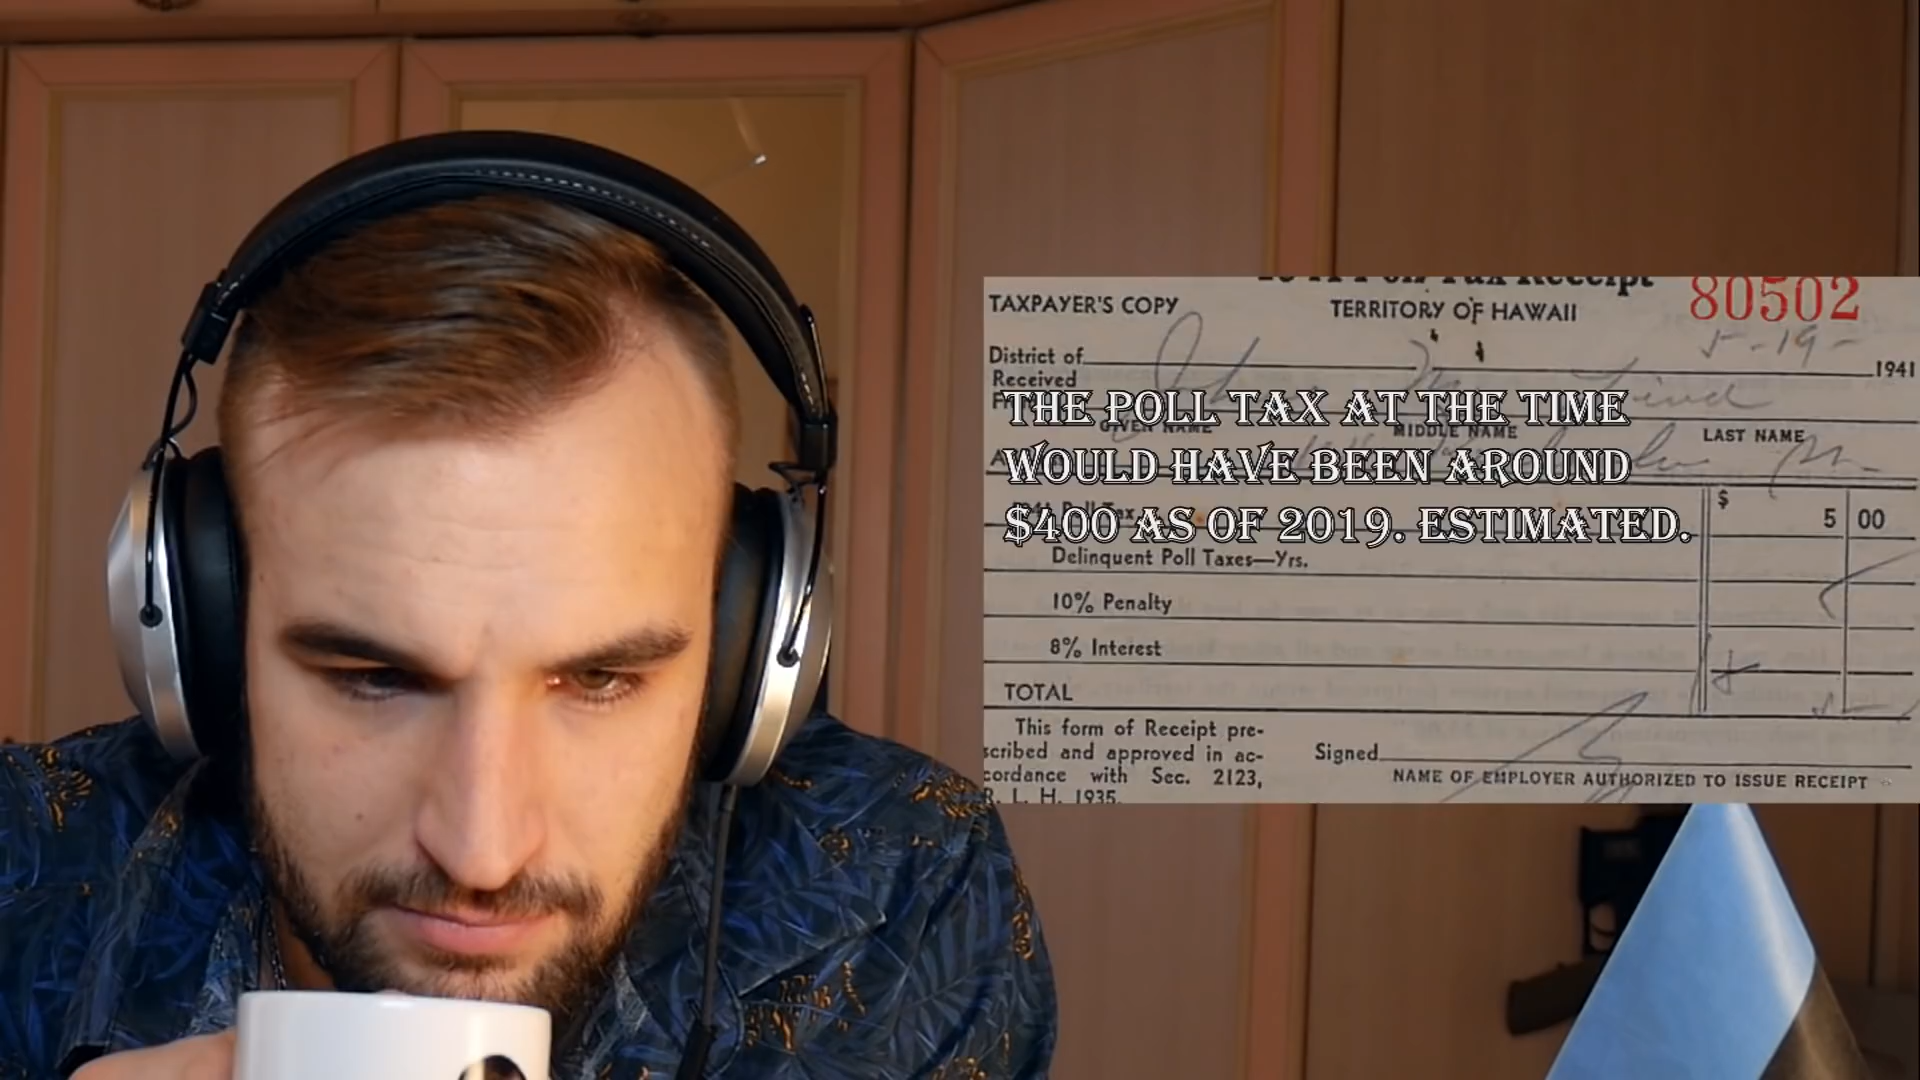 TAXPAYER'S COPY
TERRITORY OF HAWAII
80502
5-19-
1941
District of
Received
THE POLL TAX AT THE TIME
WOULD HAVE BEEN AROUND
$400 AS OF 2019. ESTIMATED.
GIVEN NAME
MIDDLE NAME
LAST NAME
$
5 00
Delinquent Poll Taxes—Yrs.
10% Penalty
8% Interest
TOTAL
This form of Receipt pre-
scribed and approved in ac-
cordance with Sec. 2123,
R. L. H. 1935.
Signed
NAME OF EMPLOYER AUTHORIZED TO ISSUE RECEIPT